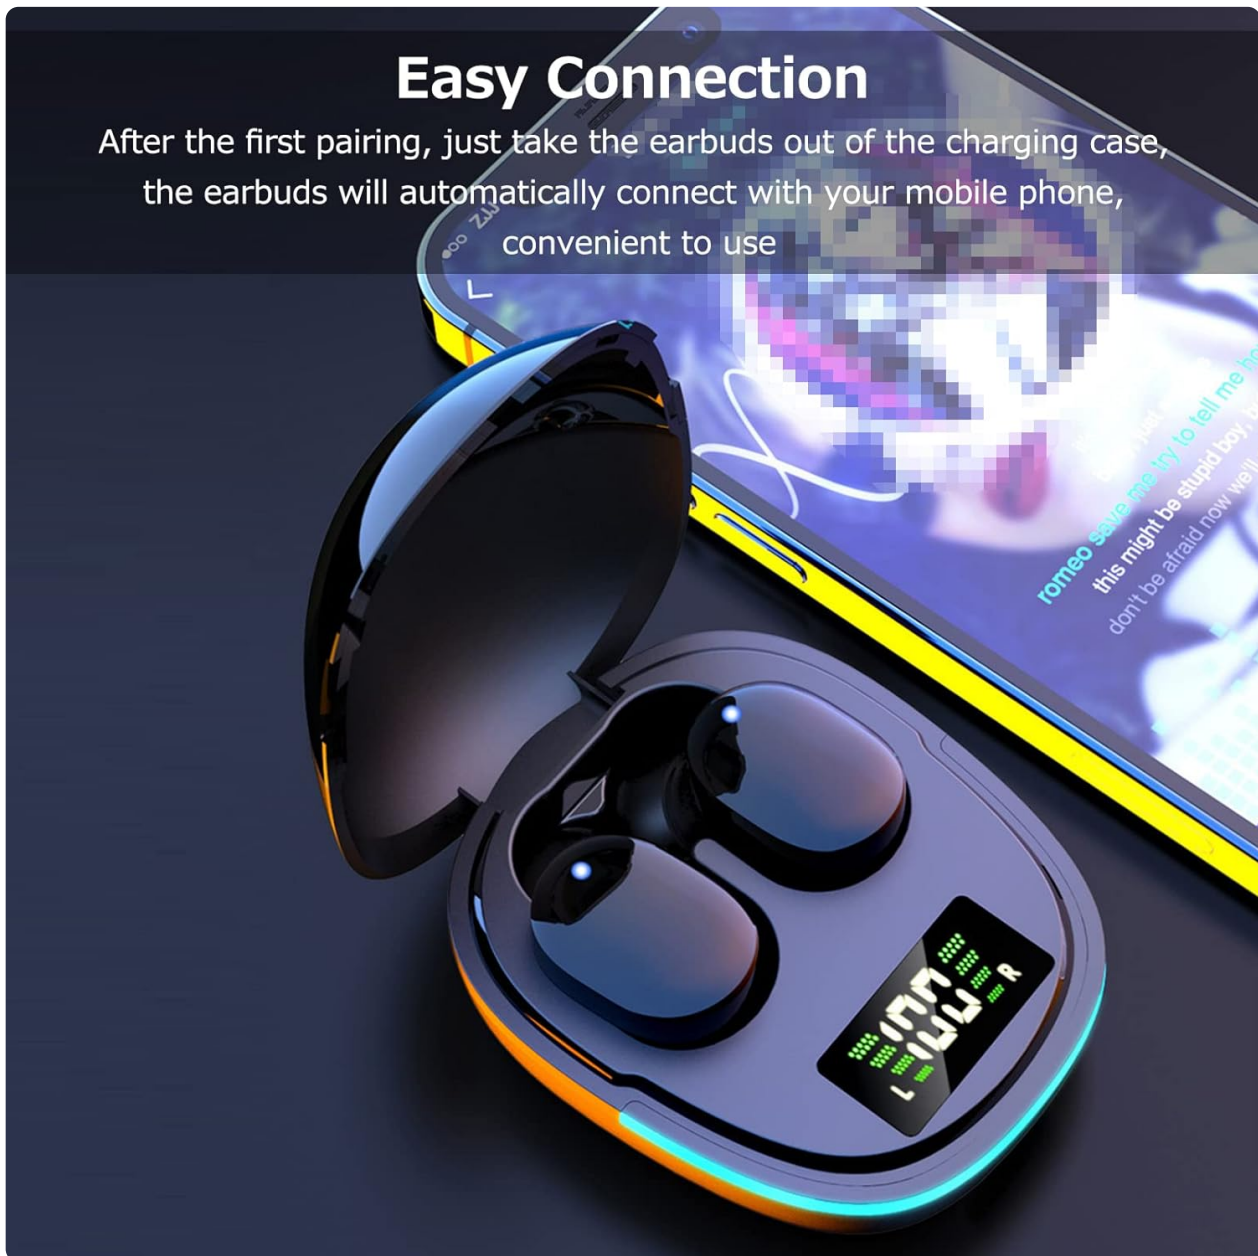 Easy Connection
After the first pairing, just take the earbuds out of the charging case,
the earbuds will automatically connect with your mobile phone,
convenient to use
romeo save me try to tell me
this might be stupid boy,
don't be afraid now we'll
100
L
R